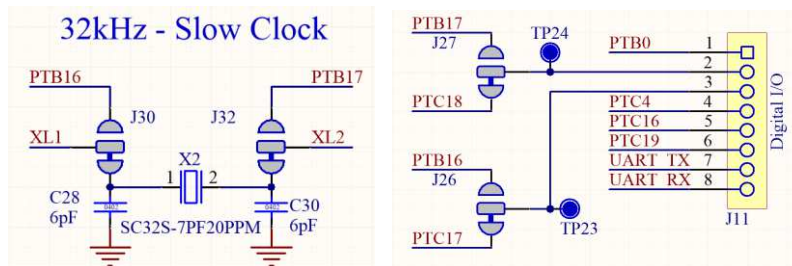 32kHz - Slow Clock
PTB16
PTB17
J30
J32
XL1
XL2
X2
1
2
C28
6pF
0402
0402
C30
6pF
SC32S-7PF20PPM
PTB17
J27
TP24
PTC18
PTB16
J26
TP23
PTC17
PTB0 1
2
3
PTC4 4
PTC16 5
PTC19 6
UART TX 7
UART RX 8
Digital I/O
J11